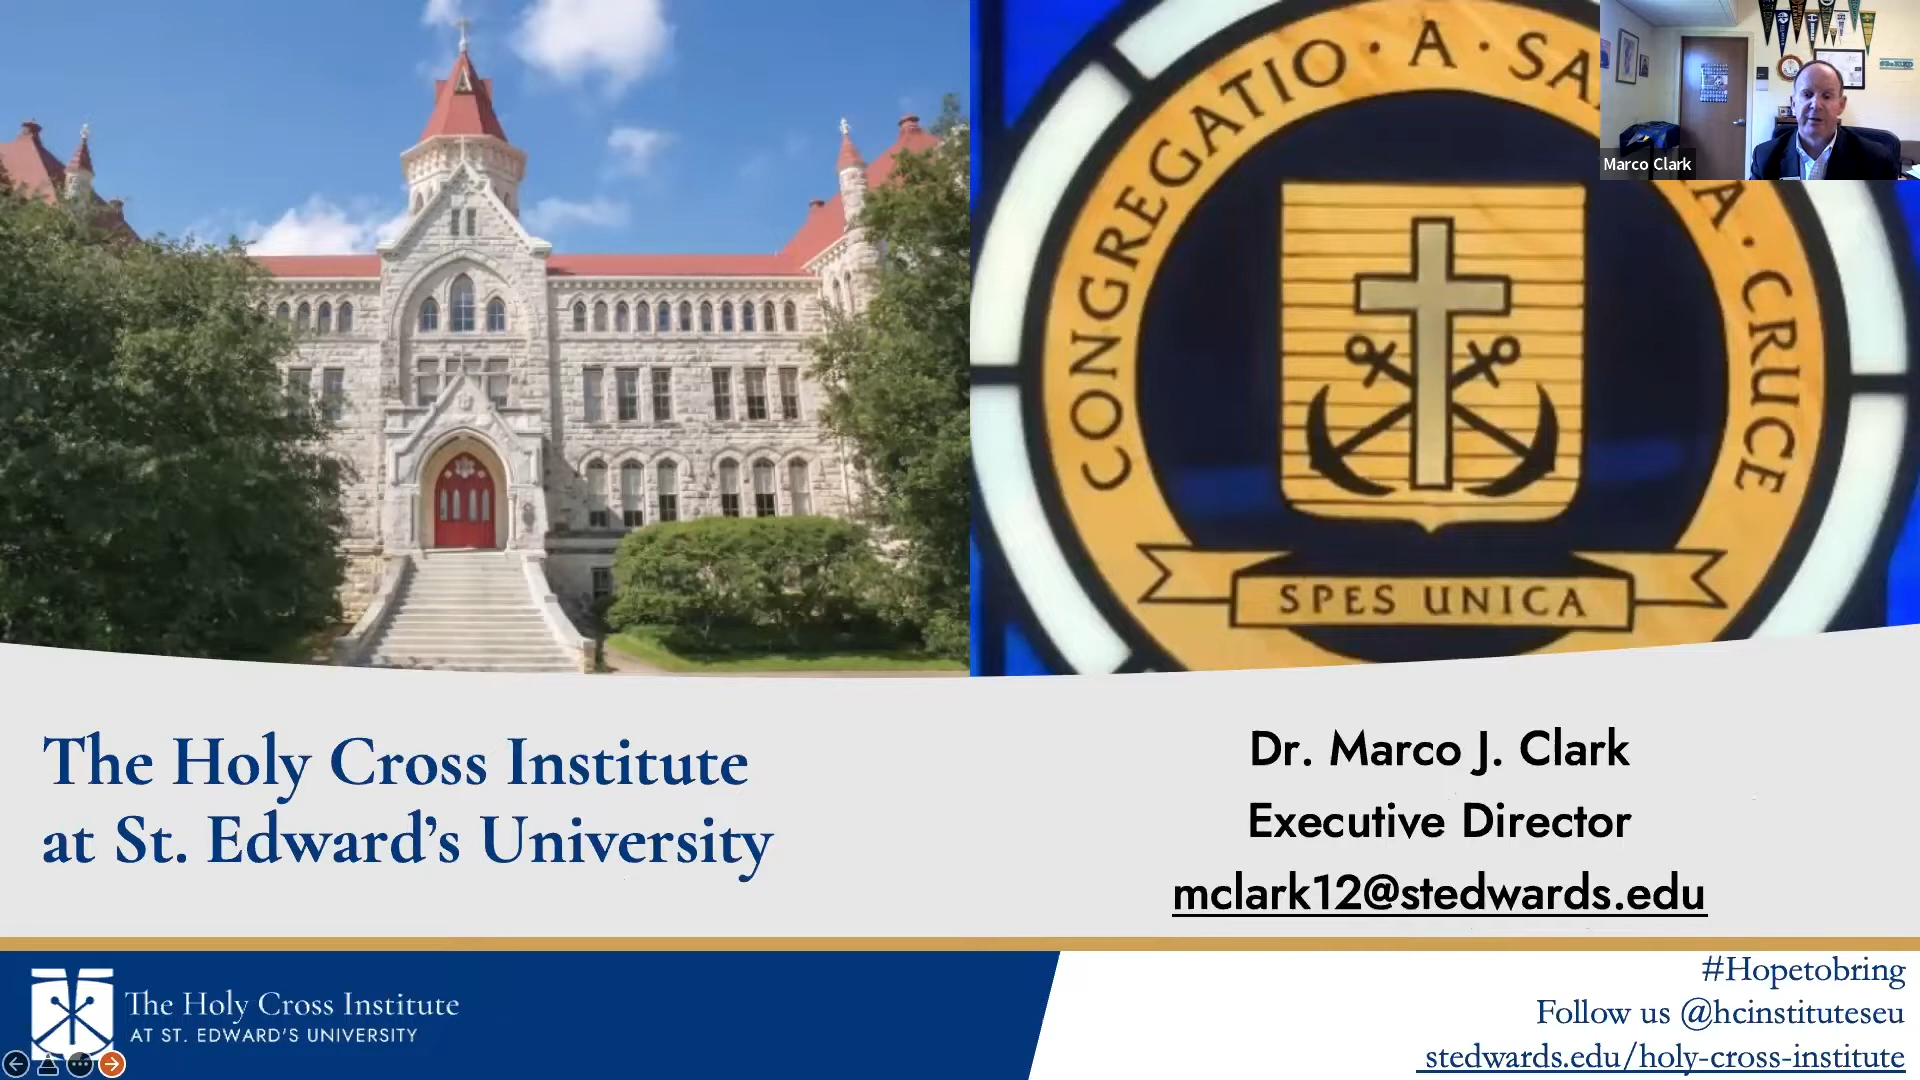 CONGREGATIO · A · SA
A · CRUCE
SPES UNICA
Marco Clark
The Holy Cross Institute
at St. Edward's University
Dr. Marco J. Clark
Executive Director
mclark12@stedwards.edu
The Holy Cross Institute
AT ST. EDWARD'S UNIVERSITY
#Hopetobring
Follow us @hcinstituteseu
stedwards.edu/holy-cross-institute